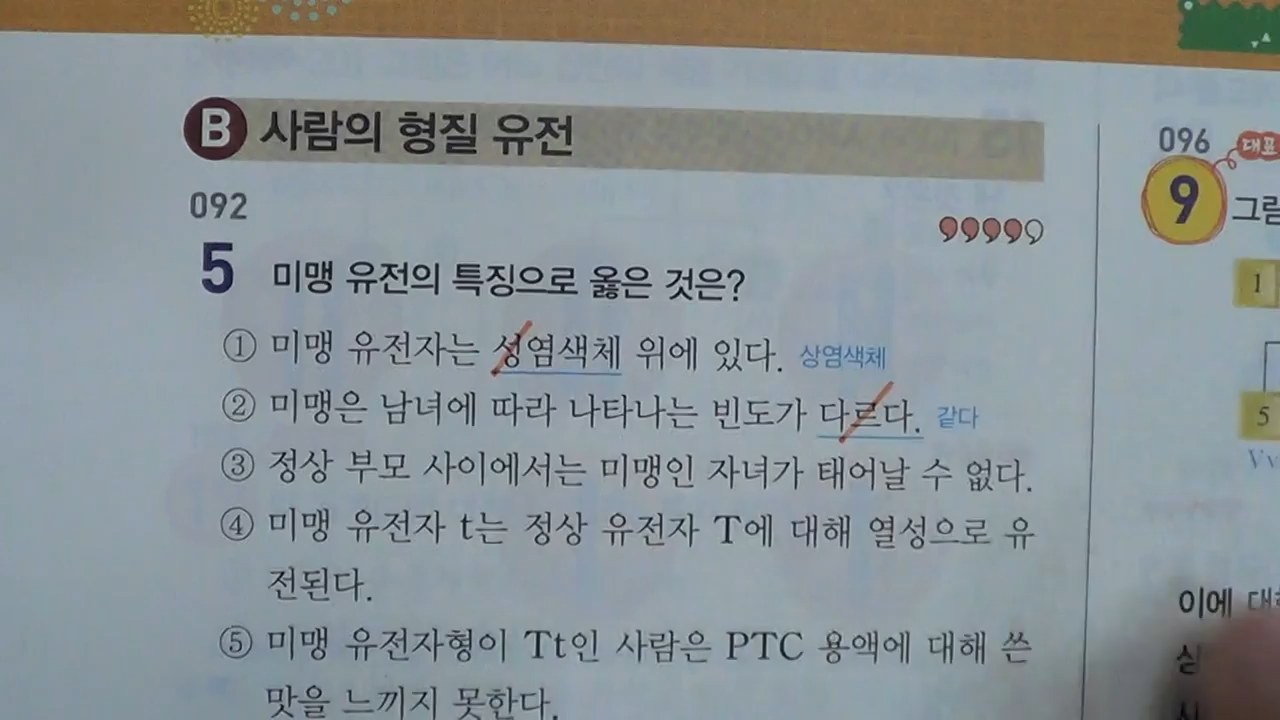 B 사람의 형질 유전
092
5 미맹 유전의 특징으로 옳은 것은?
① 미맹 유전자는 성염색체 위에 있다. 상염색체
② 미맹은 남녀에 따라 나타나는 빈도가 다르다. 같다
③ 정상 부모 사이에서는 미맹인 자녀가 태어날 수 없다.
④ 미맹 유전자 t는 정상 유전자 T에 대해 열성으로 유
전된다.
⑤ 미맹 유전자형이 Tt인 사람은 PTC 용액에 대해 쓴
맛을 느끼지 못한다.
096
대표
9 그림
1
5
Vv
이에 대해